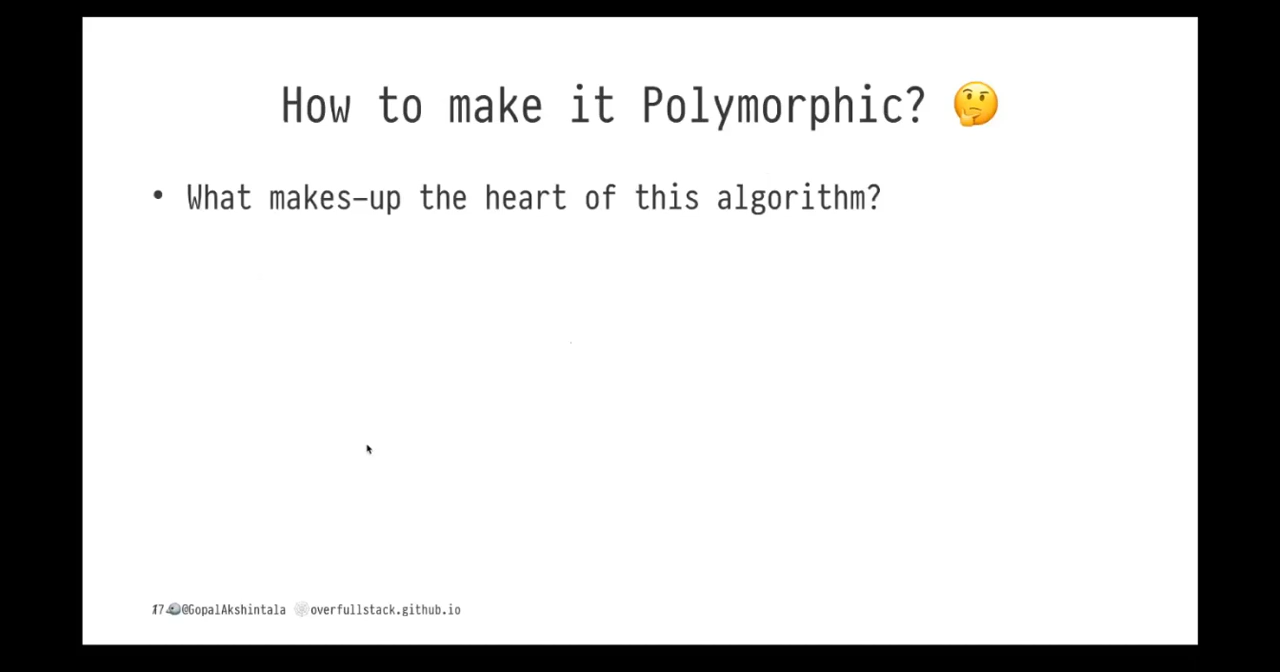 How to make it Polymorphic? 🤔
• What makes-up the heart of this algorithm?
17 @GopalAkshintala overfullstack.github.io